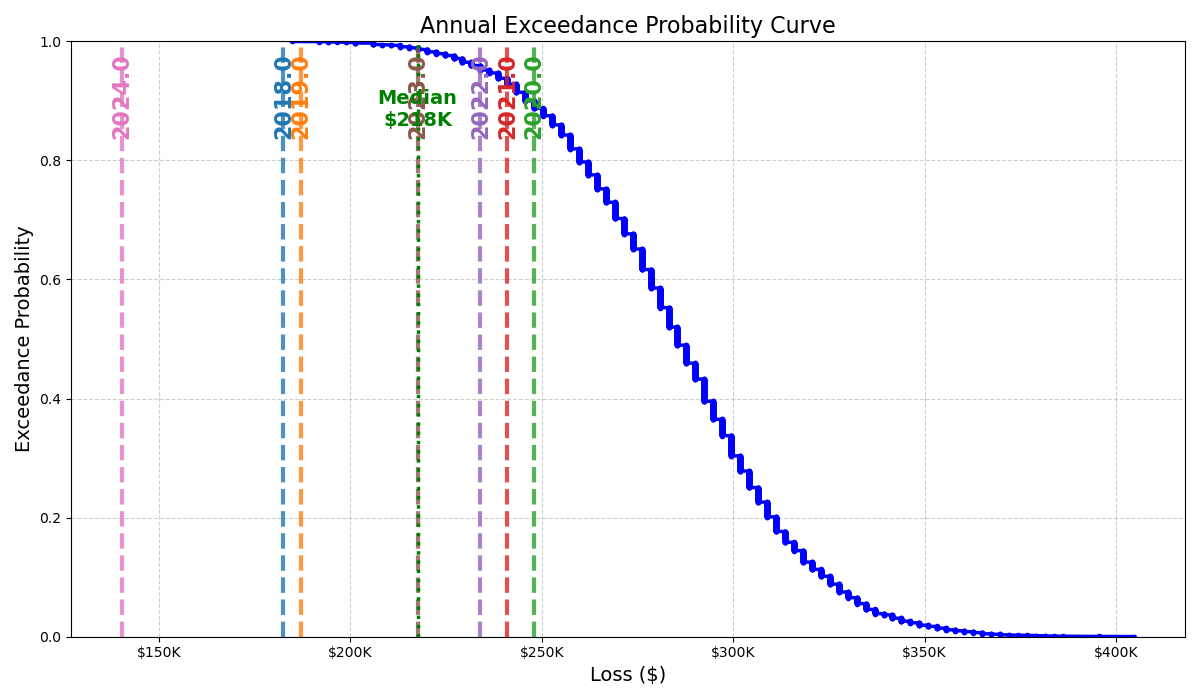 Annual Exceedance Probability Curve
Exceedance Probability
1.0
0.8
0.6
0.4
0.2
0.0
2024.0
2018.0
2019.0
2023.0
2022.0
2021.0
2020.0
Median
$218K
$150K
$200K
$250K
$300K
$350K
$400K
Loss ($)